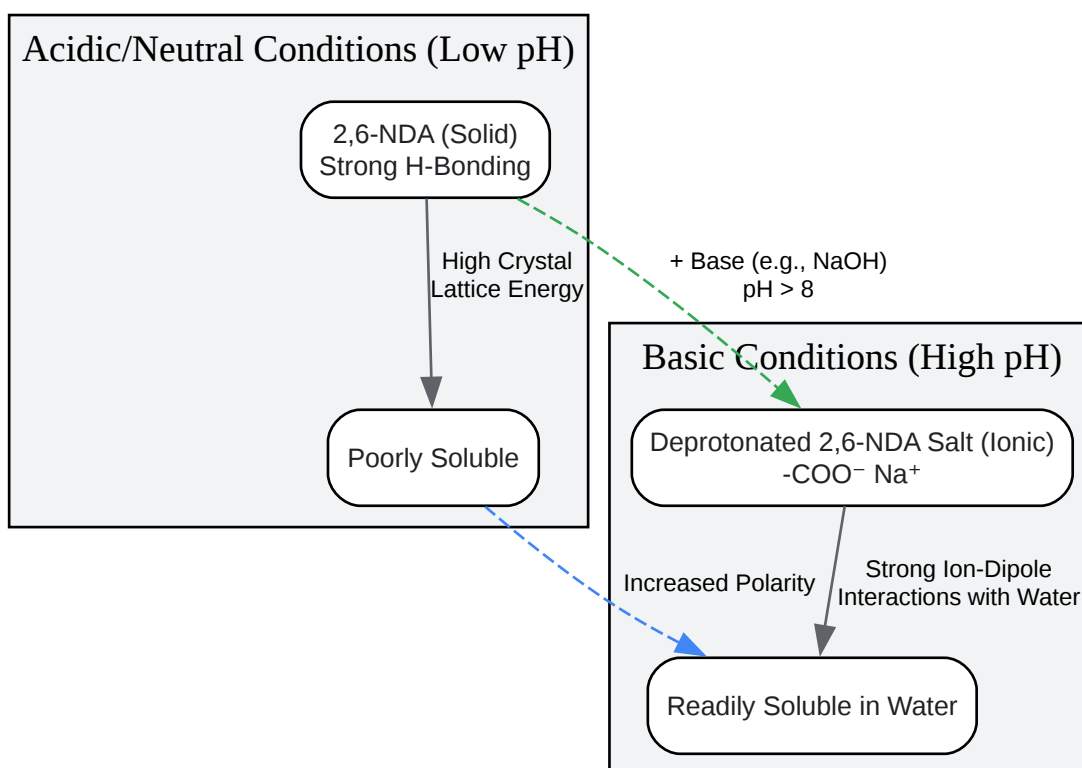 Acidic/Neutral Conditions (Low pH)
2,6-NDA (Solid)
Strong H-Bonding
High Crystal
Lattice Energy
+ Base (e.g., NaOH)
pH > 8
Poorly Soluble
Basic Conditions (High pH)
Deprotonated 2,6-NDA Salt (Ionic)
-COO⁻ Na⁺
Increased Polarity
Strong Ion-Dipole
Interactions with Water
Readily Soluble in Water